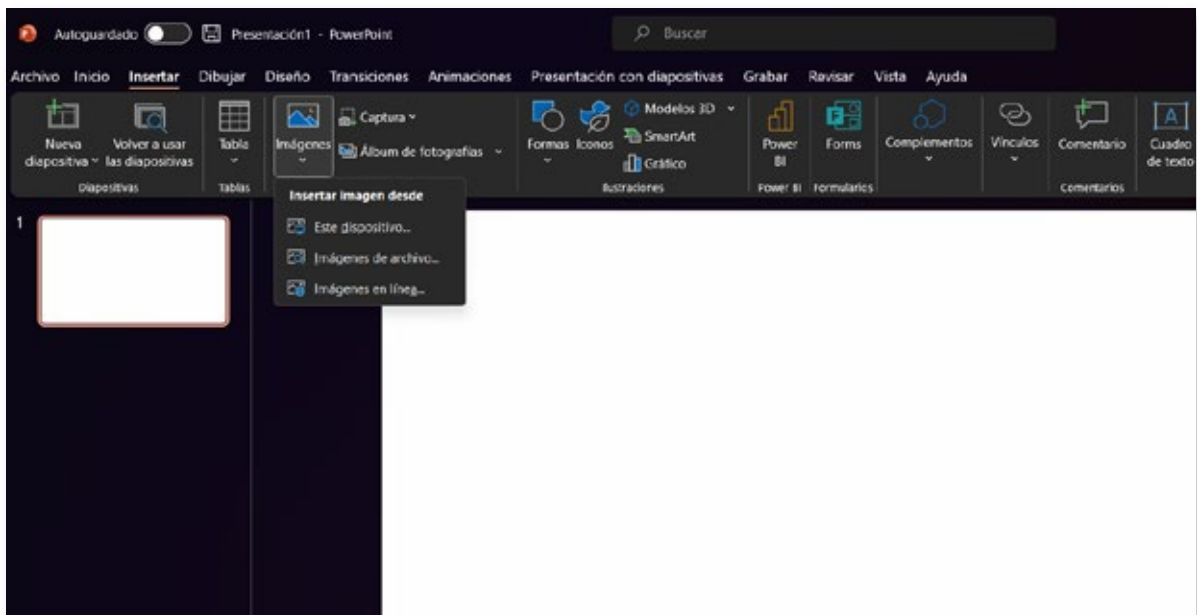 Autoguardado Presentación1 - PowerPoint Buscar
Archivo Inicio Insertar Dibujar Diseño Transiciones Animaciones Presentación con diapositivas Grabar Revisar Vista Ayuda
Nueva diapositiva
Volver a usar las diapositivas
Diapositivas
Tabla
Tablas
Imágenes
Captura
Álbum de fotografías
Formas
Iconos
Modelos 3D
SmartArt
Gráfico
Ilustraciones
Power BI
Power BI
Forms
Formularios
Complementos
Vínculos
Comentario
Comentarios
Cuadro de texto
Insertar imagen desde
Este dispositivo...
Imágenes de archivo...
Imágenes en línea...
1